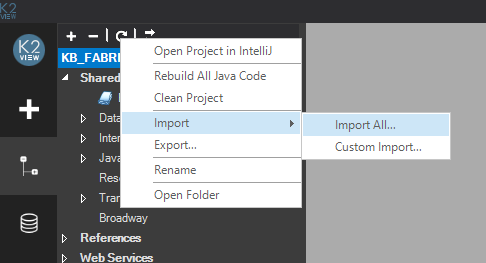 K2
VIEW
K2
VIEW
KB_FABRI
Open Project in IntelliJ
Shared
Rebuild All Java Code
Clean Project
Data
Import
Import All...
Inter
Java
Export...
Custom Import...
Reso
Rename
Tran
Open Folder
Broadway
References
Web Services